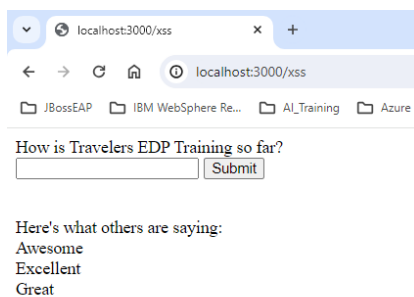 localhost:3000/xss
localhost:3000/xss
JBossEAP IBM WebSphere Re... AI_Training Azure
How is Travelers EDP Training so far?
Submit
Here's what others are saying:
Awesome
Excellent
Great